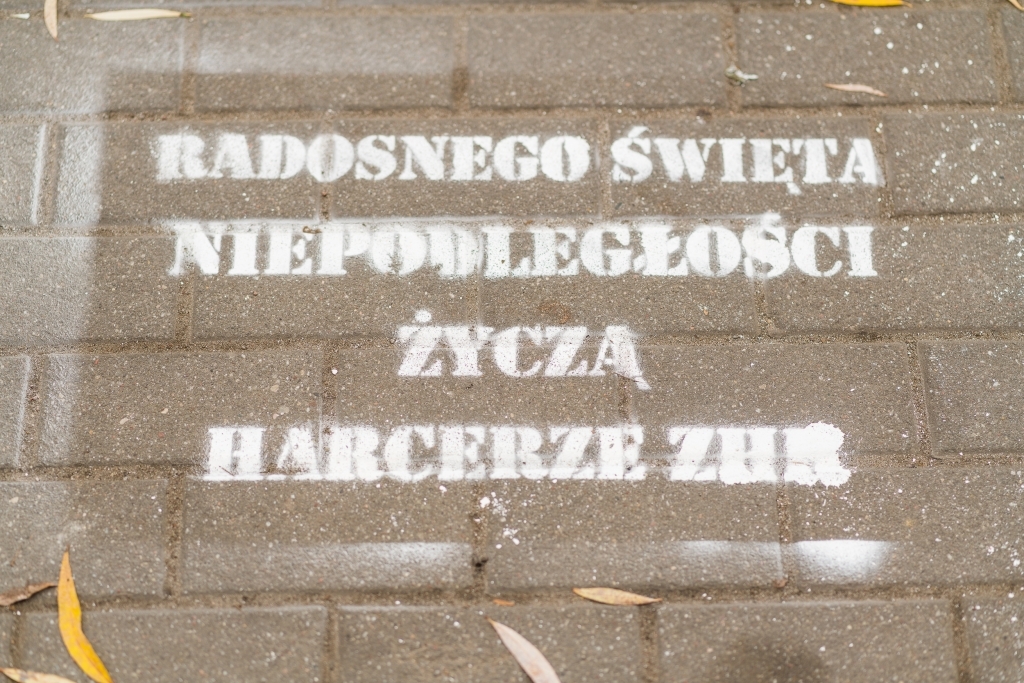 RADOSNEGO ŚWIĘTA
NIEPODLEGŁOŚCI
ŻYCZĄ
HARCERZE ZHR